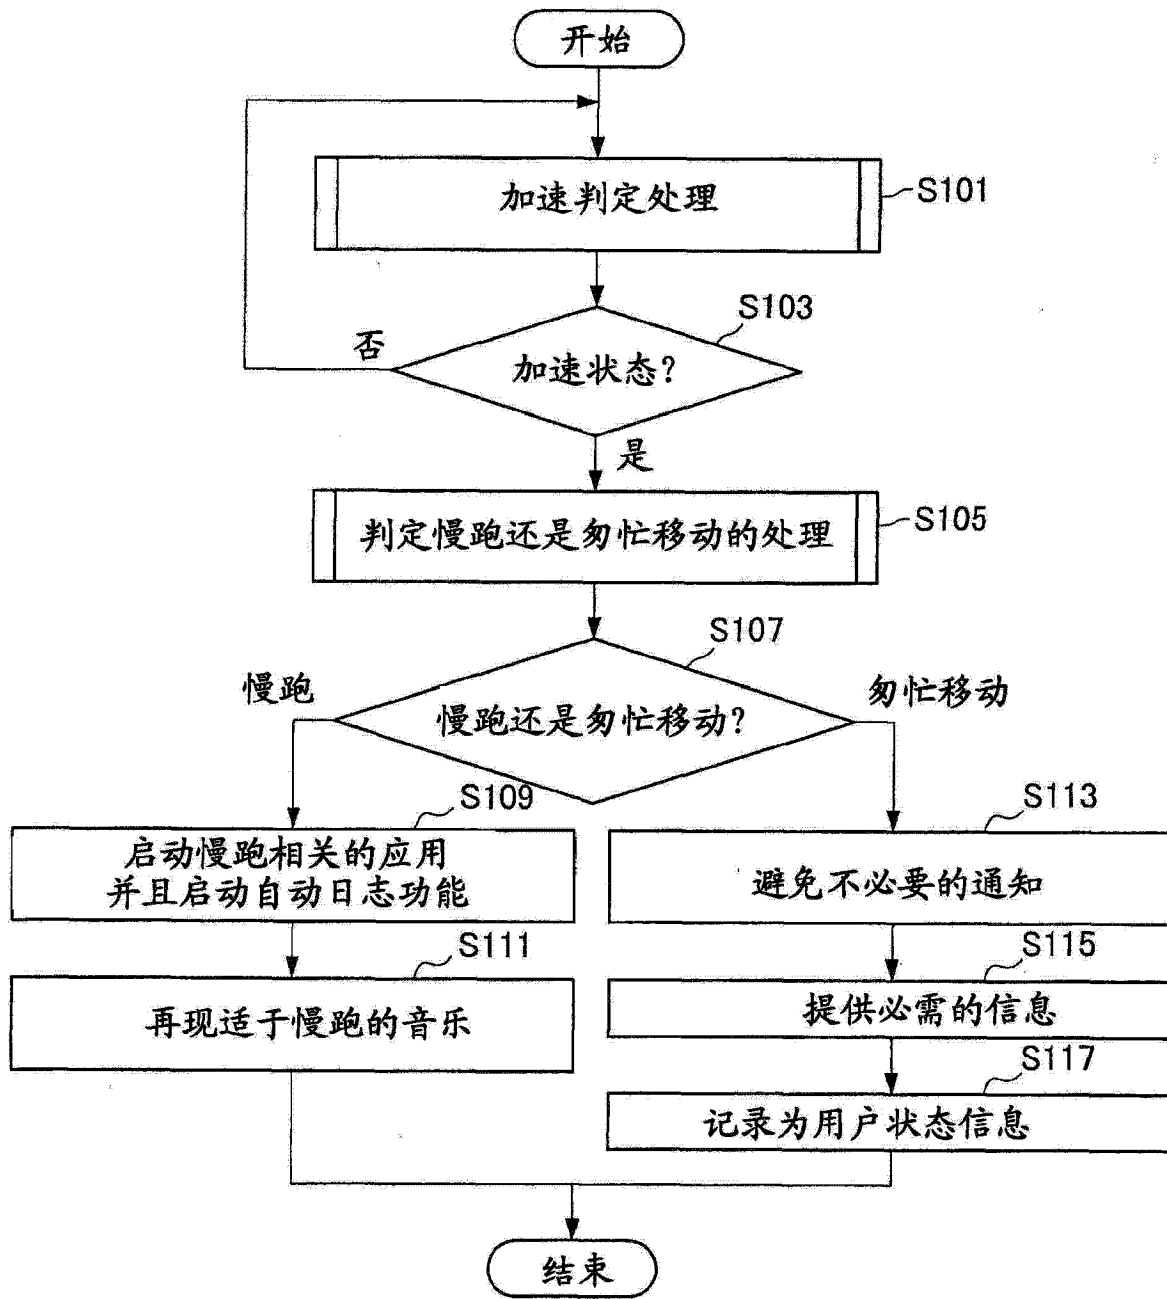 开始
加速判定处理
S101
S103
否
加速状态?
是
判定慢跑还是匆忙移动的处理
S105
S107
慢跑
匆忙移动
慢跑还是匆忙移动?
S109
启动慢跑相关的应用
并且启动自动日志功能
S113
避免不必要的通知
S111
再现适于慢跑的音乐
S115
提供必需的信息
S117
记录为用户状态信息
结束